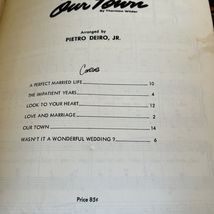 Our Town
By Thornton Wilder
Arranged by
PIETRO DEIRO, JR.
Contents
A PERFECT MARRIED LIFE 10
THE IMPATIENT YEARS 4
LOOK TO YOUR HEART 12
LOVE AND MARRIAGE 2
OUR TOWN 14
WASN'T IT A WONDERFUL WEDDING? 6
Price 85¢